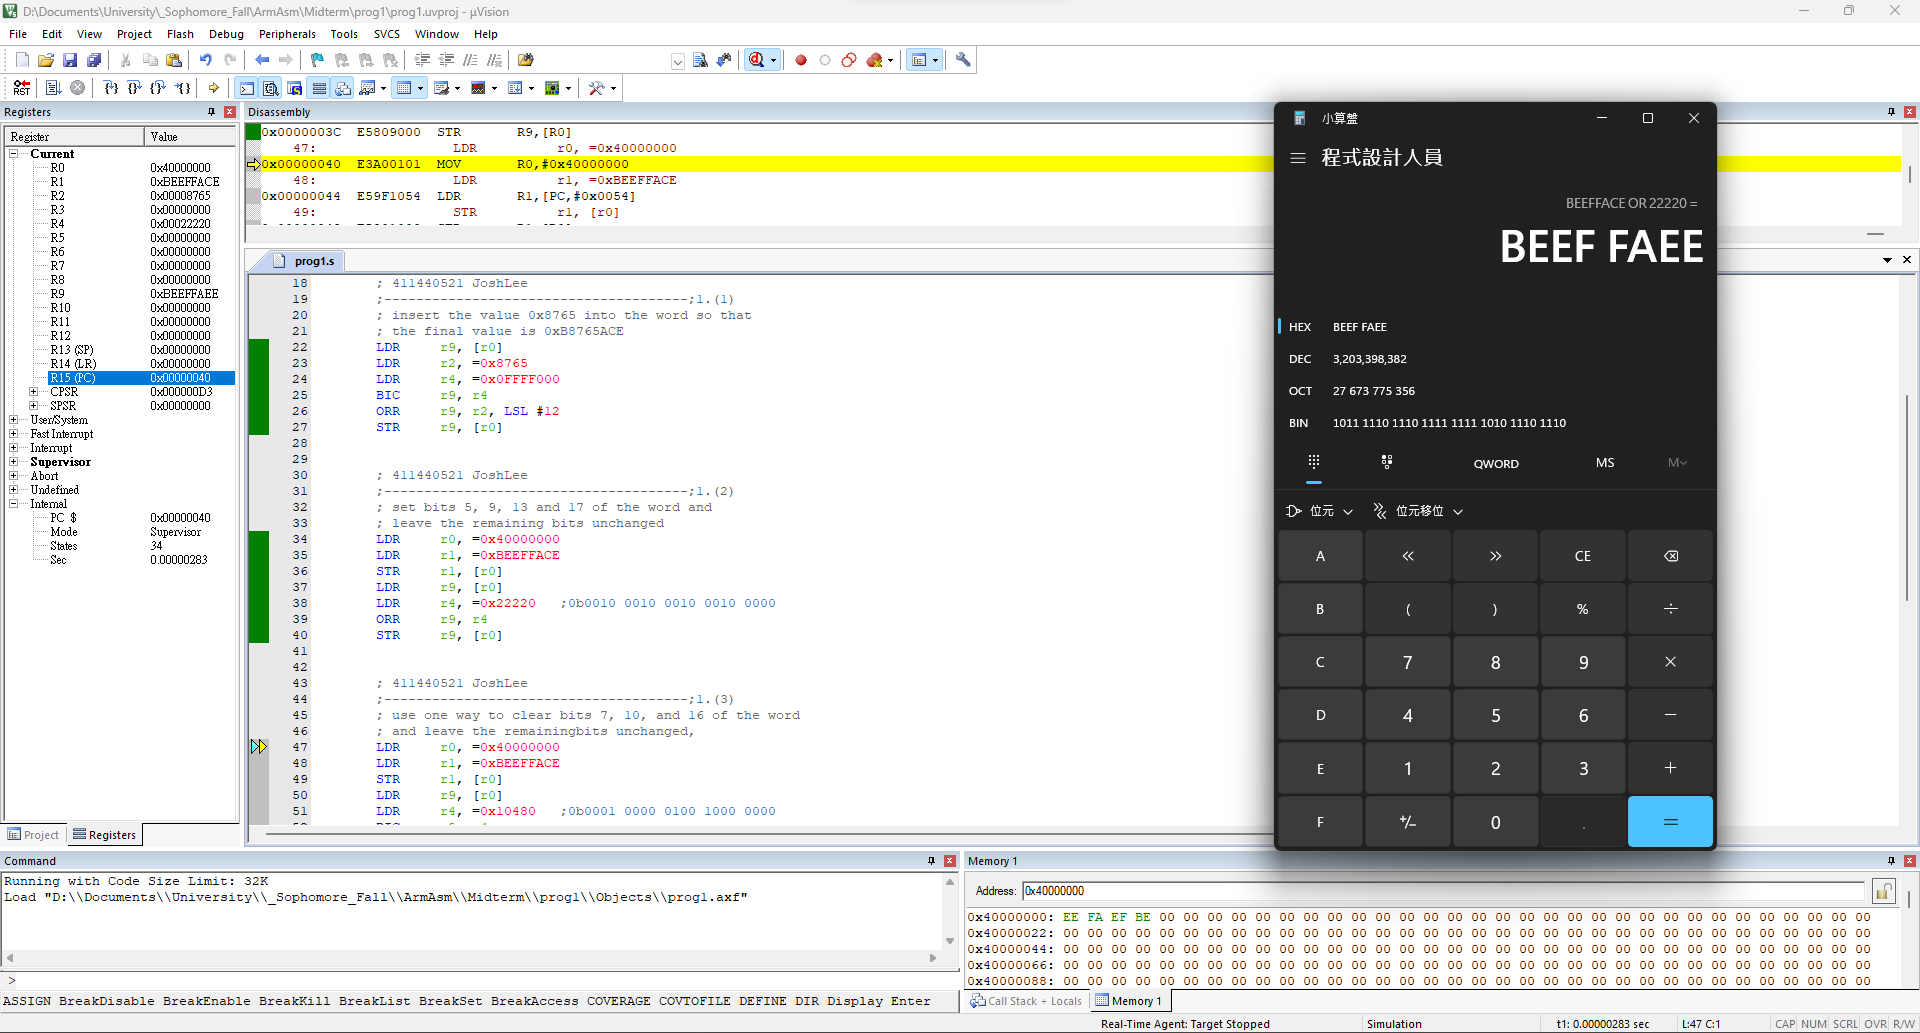 D:\Documents\University\_Sophomore_Fall\ArmAsm\Midterm\prog1\prog1.uvproj - µVision
File Edit View Project Flash Debug Peripherals Tools SVCS Window Help
Registers
Register Value
Current
R0 0x40000000
R1 0xBEEFFACE
R2 0x00008765
R3 0x00000000
R4 0x00022220
R5 0x00000000
R6 0x00000000
R7 0x00000000
R8 0x00000000
R9 0xBEEFFAEE
R10 0x00000000
R11 0x00000000
R12 0x00000000
R13 (SP) 0x00000000
R14 (LR) 0x00000000
R15 (PC) 0x00000040
CPSR 0x000000D3
SPSR 0x00000000
User/System
Fast Interrupt
Interrupt
Supervisor
Abort
Undefined
Internal
PC $ 0x00000040
Mode Supervisor
States 34
Sec 0.00000283
Project Registers
Disassembly
0x0000003C E5809000 STR R9,[R0]
47: LDR r0, =0x40000000
0x00000040 E3A00101 MOV R0,#0x40000000
48: LDR r1, =0xBEEFFACE
0x00000044 E59F1054 LDR R1,[PC,#0x0054]
49: STR r1, [r0]
prog1.s
18 ; 411440521 JoshLee
19 ;--------------------------------------;1.(1)
20 ; insert the value 0x8765 into the word so that
21 ; the final value is 0xB8765ACE
22 LDR r9, [r0]
23 LDR r2, =0x8765
24 LDR r4, =0x0FFFF000
25 BIC r9, r4
26 ORR r9, r2, LSL #12
27 STR r9, [r0]
28
29
30 ; 411440521 JoshLee
31 ;--------------------------------------;1.(2)
32 ; set bits 5, 9, 13 and 17 of the word and
33 ; leave the remaining bits unchanged
34 LDR r0, =0x40000000
35 LDR r1, =0xBEEFFACE
36 STR r1, [r0]
37 LDR r9, [r0]
38 LDR r4, =0x22220 ;0b0010 0010 0010 0010 0000
39 ORR r9, r4
40 STR r9, [r0]
41
42
43 ; 411440521 JoshLee
44 ;--------------------------------------;1.(3)
45 ; use one way to clear bits 7, 10, and 16 of the word
46 ; and leave the remainingbits unchanged,
47 LDR r0, =0x40000000
48 LDR r1, =0xBEEFFACE
49 STR r1, [r0]
50 LDR r9, [r0]
51 LDR r4, =0x10480 ;0b0001 0000 0100 1000 0000
小算盤
程式設計人員
BEEFFACE OR 22220 =
BEEF FAEE
HEX BEEF FAEE
DEC 3,203,398,382
OCT 27 673 775 356
BIN 1011 1110 1110 1111 1111 1010 1110 1110
QWORD MS M
位元 位元移位
A « » CE
B ( ) % ÷
C 7 8 9 ×
D 4 5 6 −
E 1 2 3 +
F +/− 0 . =
Command
Running with Code Size Limit: 32K
Load "D:\\Documents\\University\\_Sophomore_Fall\\ArmAsm\\Midterm\\prog1\\Objects\\prog1.axf"
>
ASSIGN BreakDisable BreakEnable BreakKill BreakList BreakSet BreakAccess COVERAGE COVTOFILE DEFINE DIR Display Enter
Memory 1
Address: 0x40000000
0x40000000: EE FA EF BE 00 00 00 00 00 00 00 00 00 00 00 00 00 00 00 00 00 00 00 00 00 00 00 00 00 00 00 00 00 00
0x40000022: 00 00 00 00 00 00 00 00 00 00 00 00 00 00 00 00 00 00 00 00 00 00 00 00 00 00 00 00 00 00 00 00 00 00
0x40000044: 00 00 00 00 00 00 00 00 00 00 00 00 00 00 00 00 00 00 00 00 00 00 00 00 00 00 00 00 00 00 00 00 00 00
0x40000066: 00 00 00 00 00 00 00 00 00 00 00 00 00 00 00 00 00 00 00 00 00 00 00 00 00 00 00 00 00 00 00 00 00 00
0x40000088: 00 00 00 00 00 00 00 00 00 00 00 00 00 00 00 00 00 00 00 00 00 00 00 00 00 00 00 00 00 00 00 00 00 00
Call Stack + Locals Memory 1
Real-Time Agent: Target Stopped Simulation t1: 0.00000283 sec L:47 C:1 CAP NUM SCRL OVR R/W